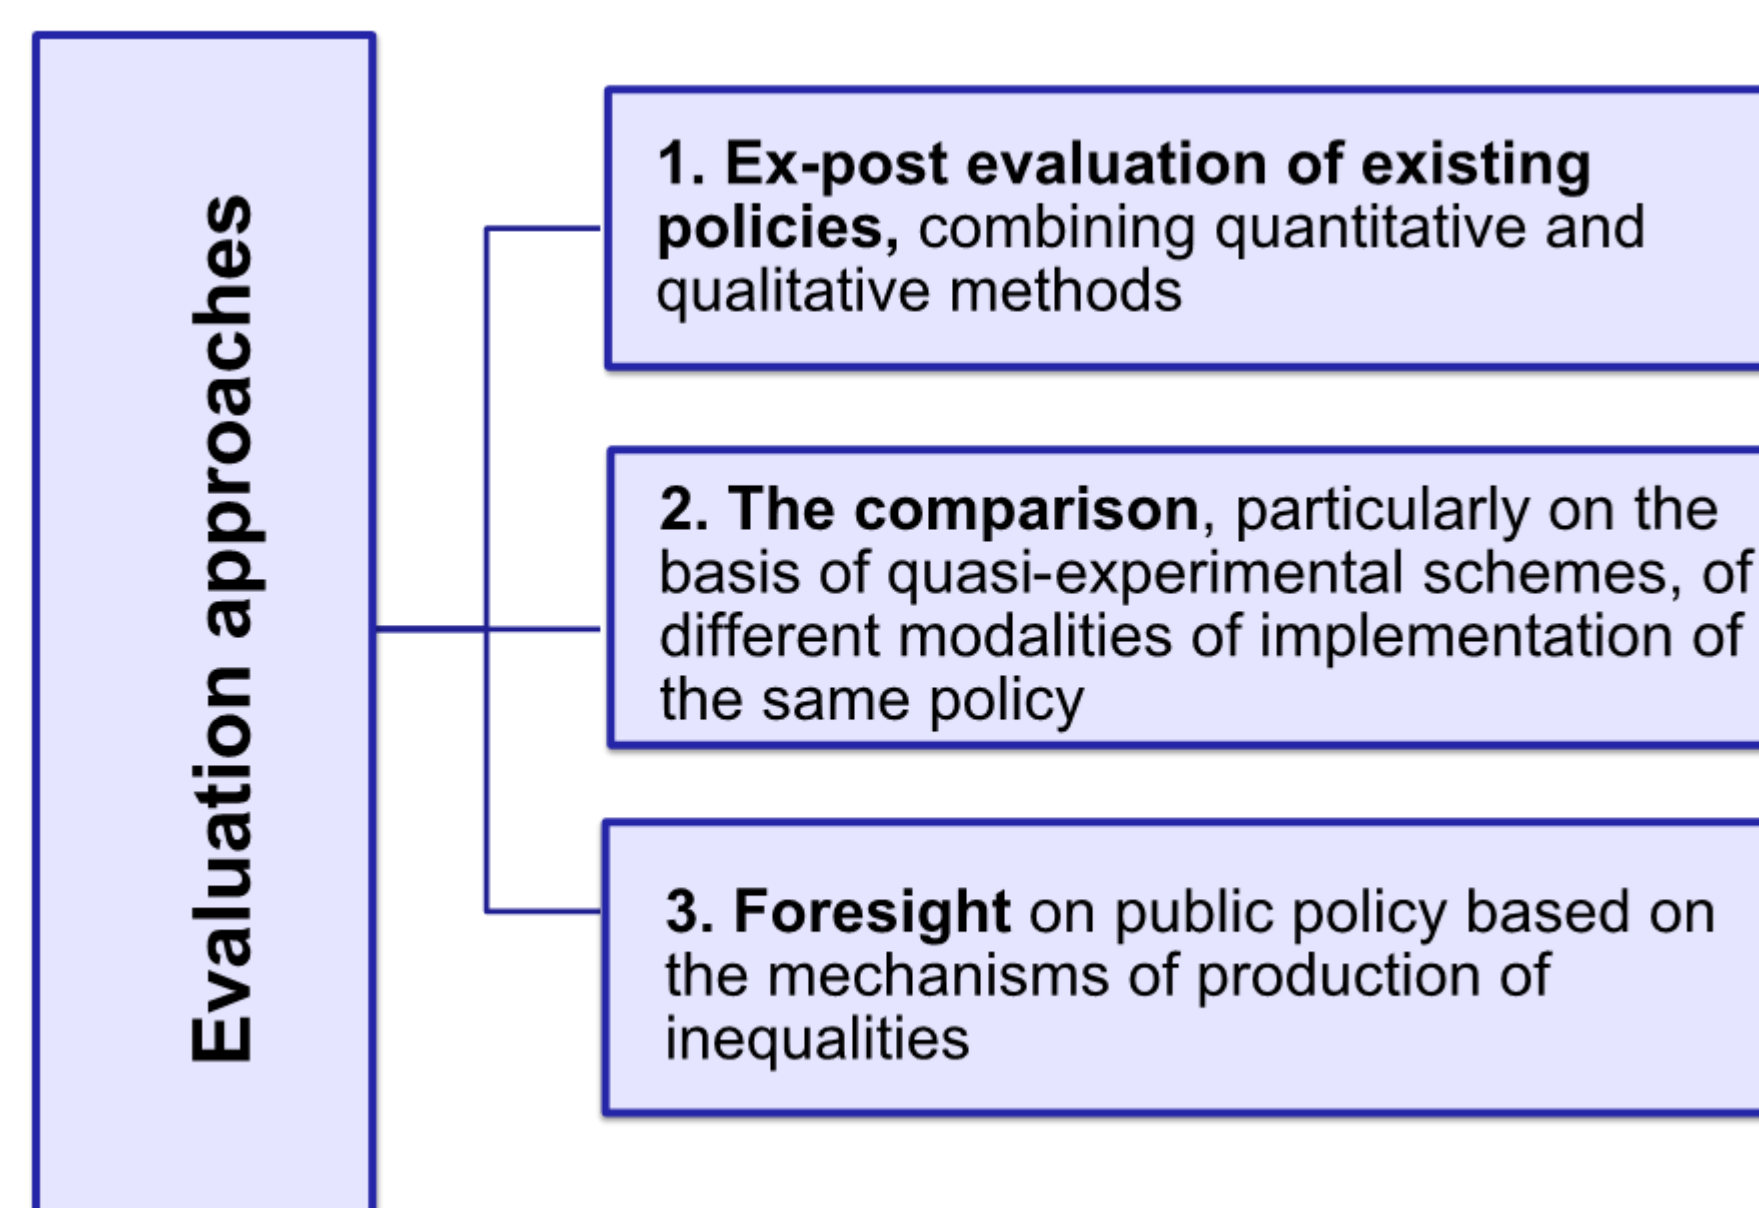 Evaluation approaches
1. Ex-post evaluation of existing
policies, combining quantitative and
qualitative methods
2. The comparison, particularly on the
basis of quasi-experimental schemes, of
different modalities of implementation of
the same policy
3. Foresight on public policy based on
the mechanisms of production of
inequalities